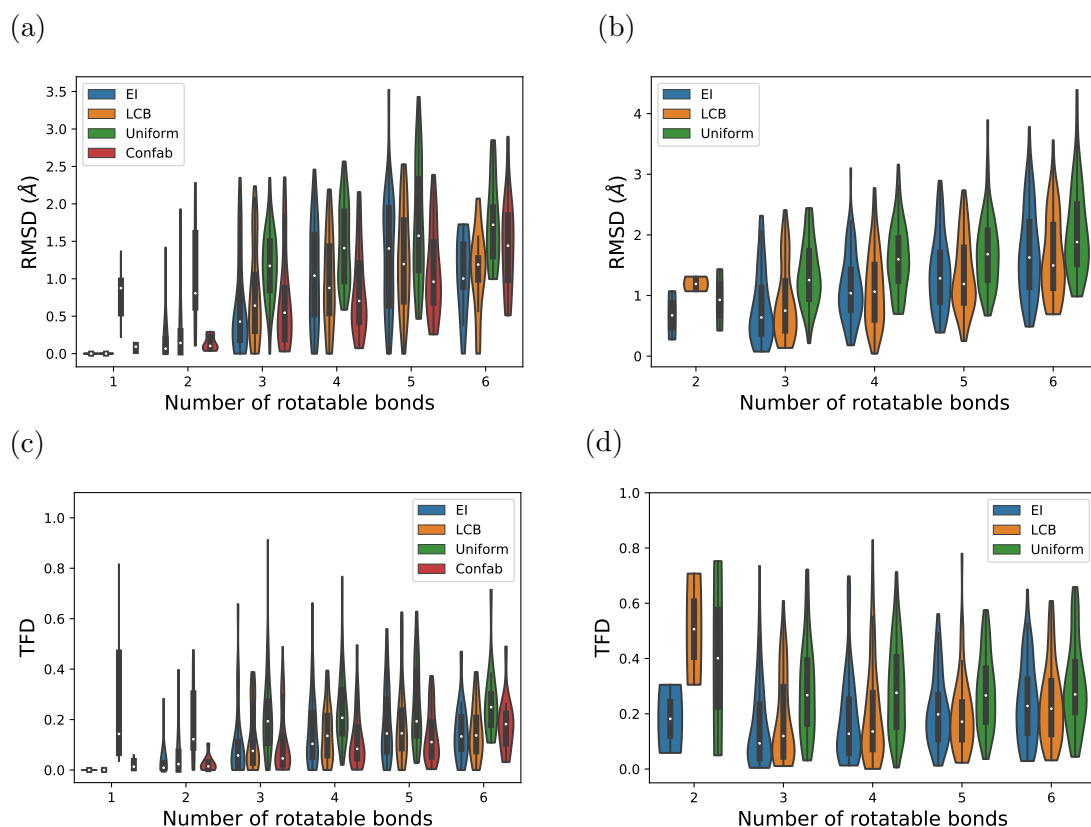 (a)
3.5
3.0
2.5
2.0
1.5
1.0
0.5
0.0
RMSD (Å)
EI
LCB
Uniform
Confab
1 2 3 4 5 6
Number of rotatable bonds
(b)
4
3
2
1
0
RMSD (Å)
EI
LCB
Uniform
2 3 4 5 6
Number of rotatable bonds
(c)
1.0
0.8
0.6
0.4
0.2
0.0
TFD
EI
LCB
Uniform
Confab
1 2 3 4 5 6
Number of rotatable bonds
(d)
1.0
0.8
0.6
0.4
0.2
0.0
TFD
EI
LCB
Uniform
2 3 4 5 6
Number of rotatable bonds